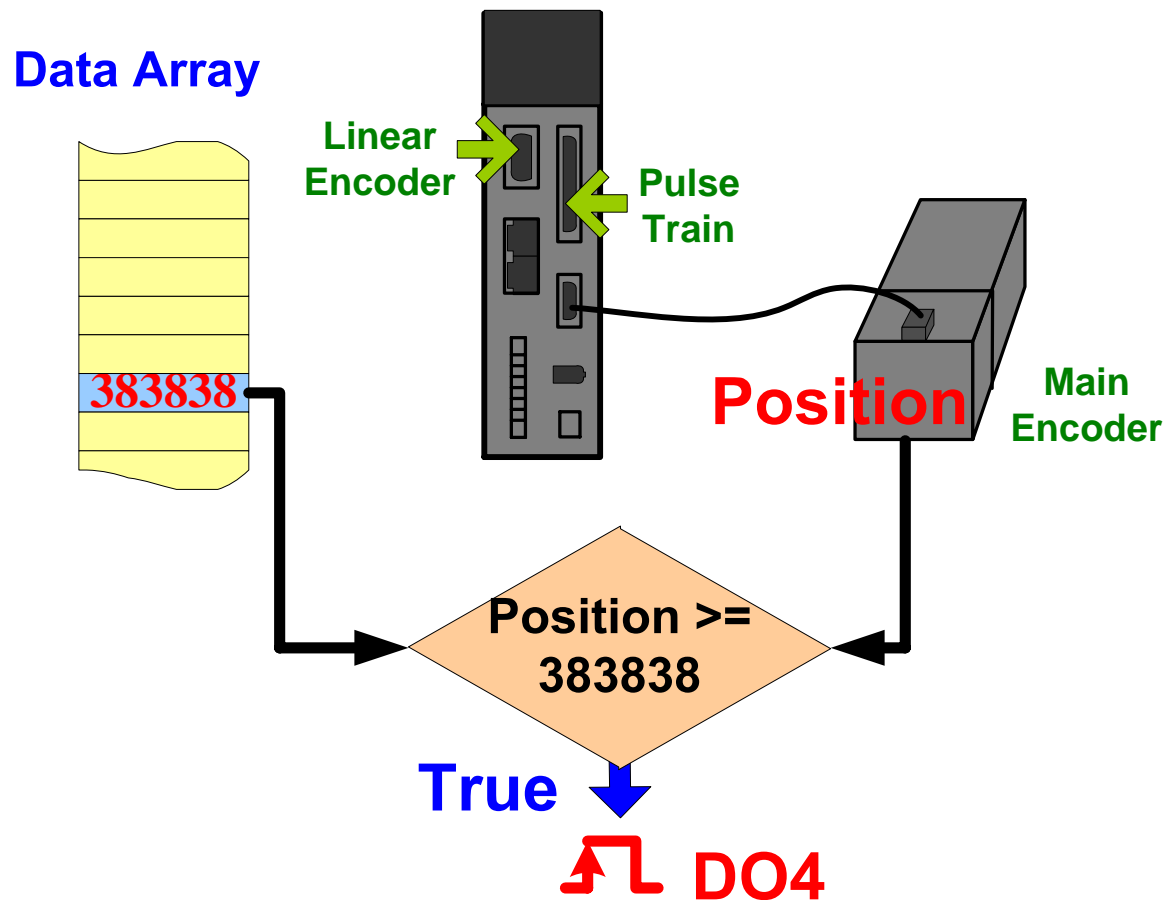 Data Array
Linear
Encoder
Pulse
Train
383838
Position
Main
Encoder
Position >=
383838
True
DO4